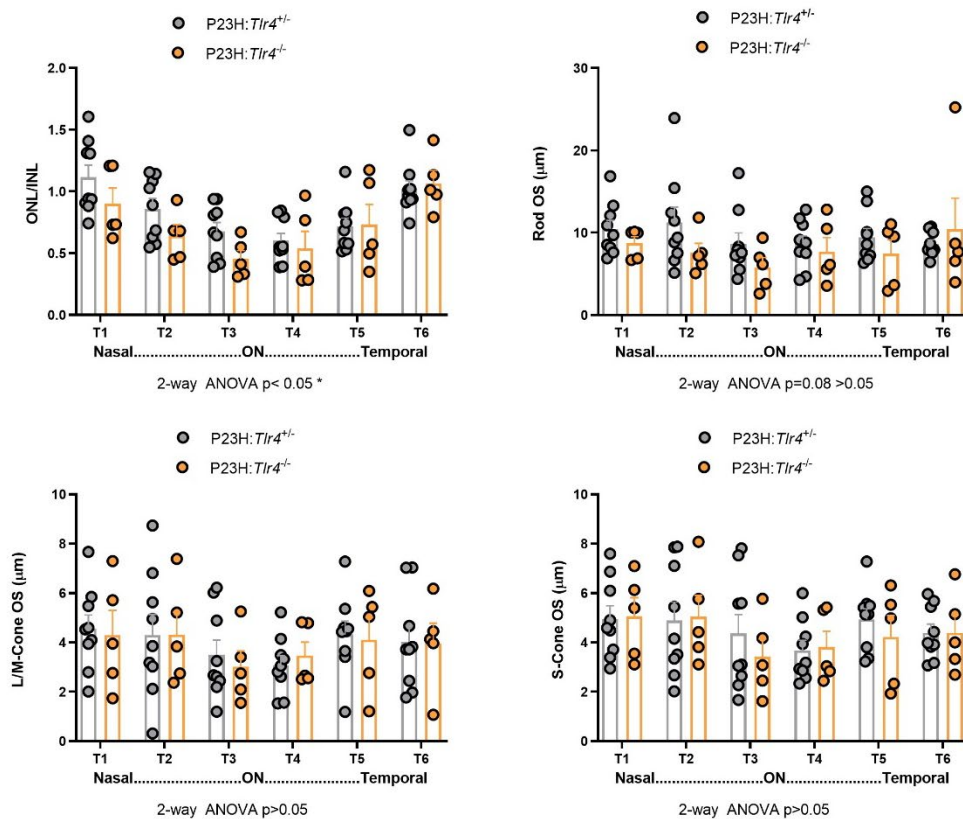 P23H:Tlr4+/-
P23H:Tlr4-/-
ONL/INL
2.0
1.5
1.0
0.5
0.0
T1 T2 T3 T4 T5 T6
Nasal......................ON......................Temporal
2-way ANOVA p< 0.05 *
P23H:Tlr4+/-
P23H:Tlr4-/-
Rod OS (μm)
30
20
10
0
T1 T2 T3 T4 T5 T6
Nasal......................ON......................Temporal
2-way ANOVA p=0.08 >0.05
P23H:Tlr4+/-
P23H:Tlr4-/-
L/M-Cone OS (μm)
10
8
6
4
2
0
T1 T2 T3 T4 T5 T6
Nasal......................ON......................Temporal
2-way ANOVA p>0.05
P23H:Tlr4+/-
P23H:Tlr4-/-
S-Cone OS (μm)
10
8
6
4
2
0
T1 T2 T3 T4 T5 T6
Nasal......................ON......................Temporal
2-way ANOVA p>0.05